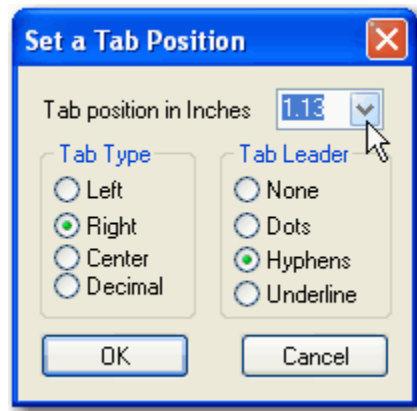 Set a Tab Position
Tab position in Inches 1.13
Tab Type
Left
Right
Center
Decimal
Tab Leader
None
Dots
Hyphens
Underline
OK Cancel